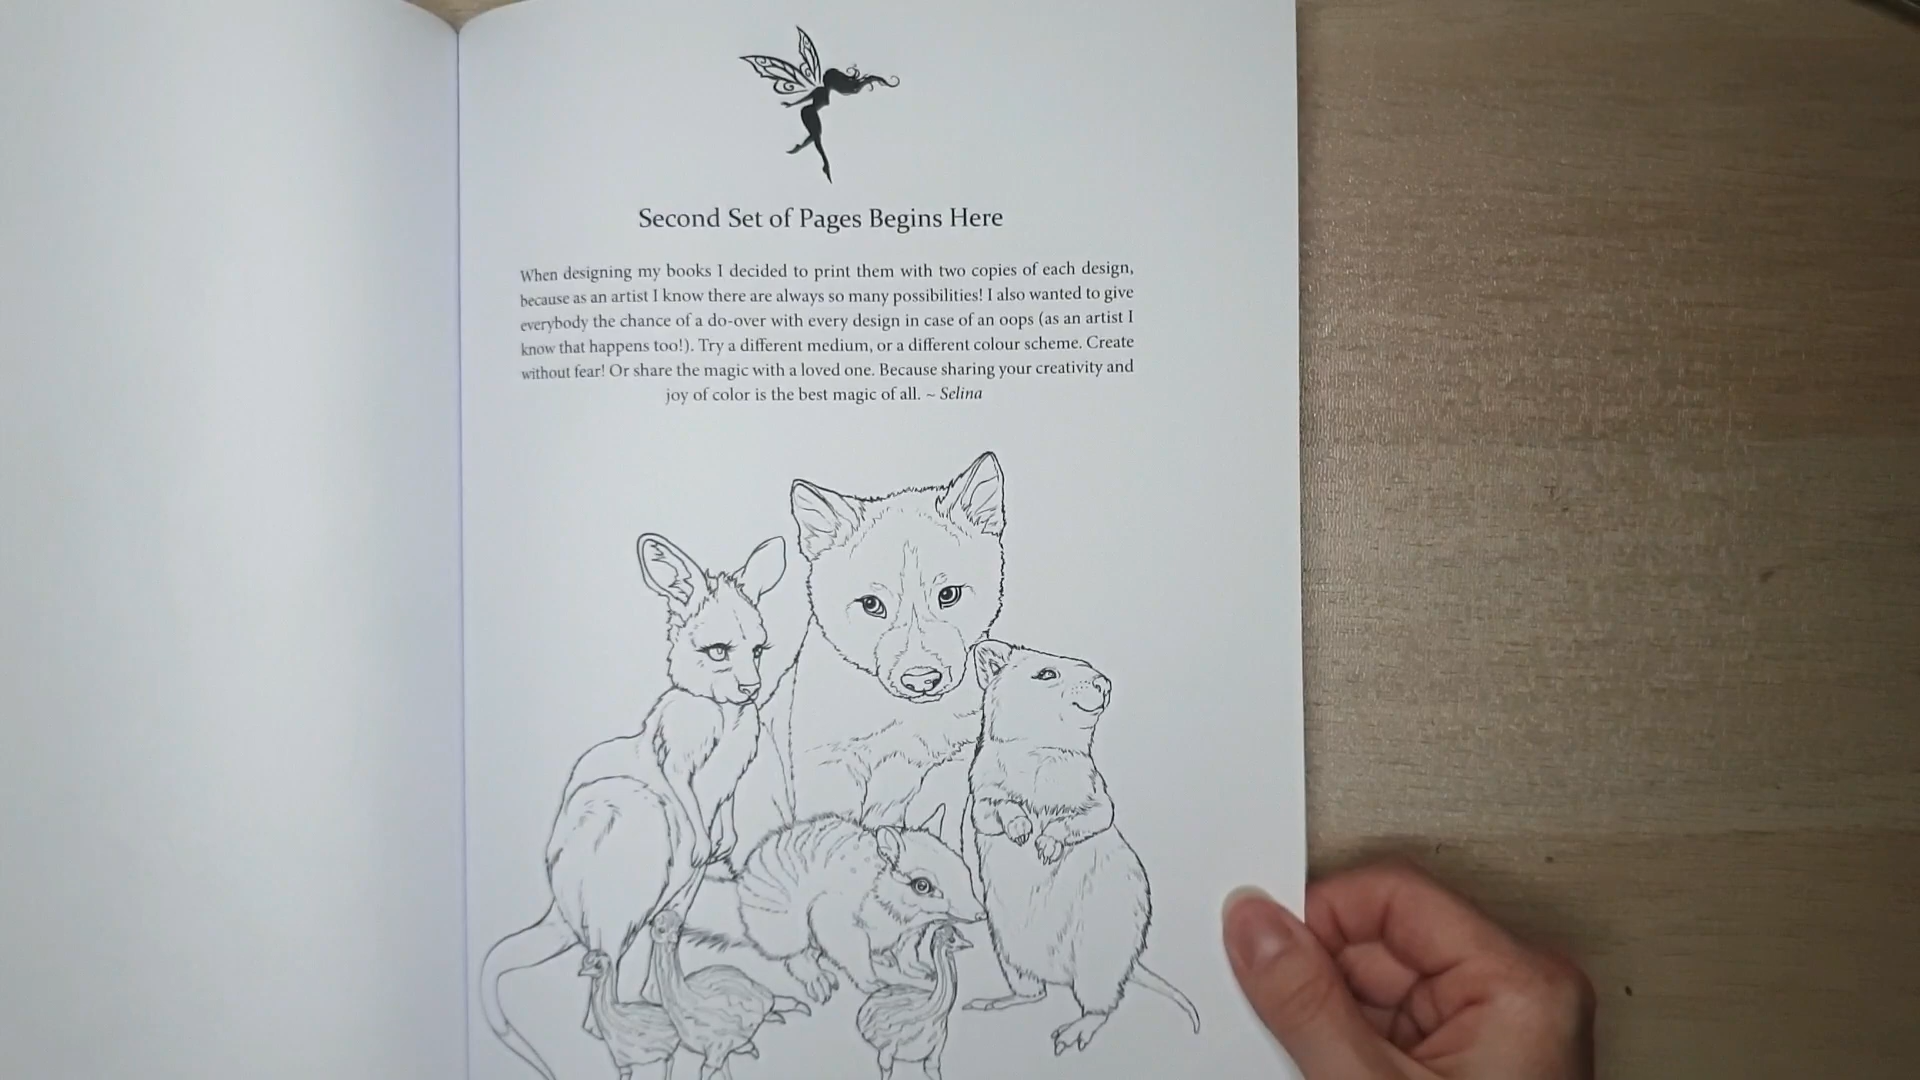 Second Set of Pages Begins Here
When designing my books I decided to print them with two copies of each design,
because as an artist I know there are always so many possibilities! I also wanted to give
everybody the chance of a do-over with every design in case of an oops (as an artist I
know that happens too!). Try a different medium, or a different colour scheme. Create
without fear! Or share the magic with a loved one. Because sharing your creativity and
joy of color is the best magic of all. ~ Selina